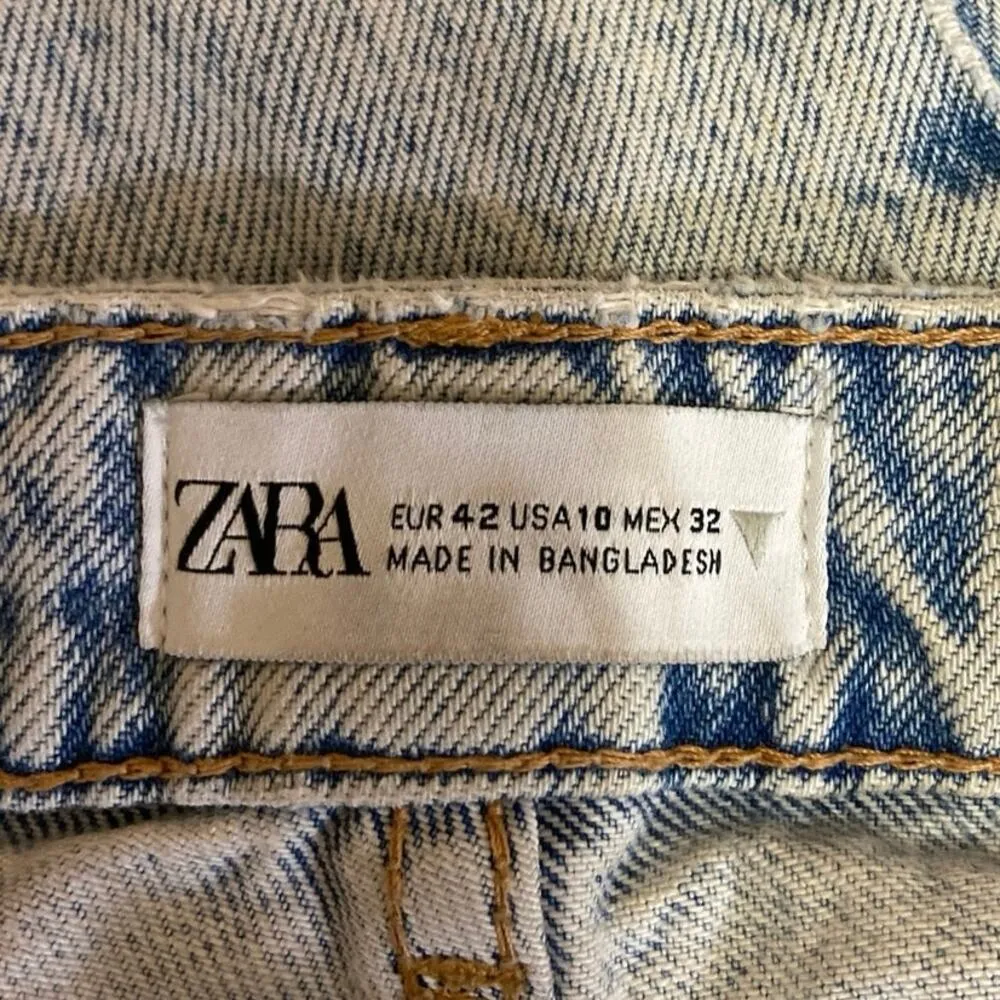 ZARA
EUR 42 USA 10 MEX 32
MADE IN BANGLADESH